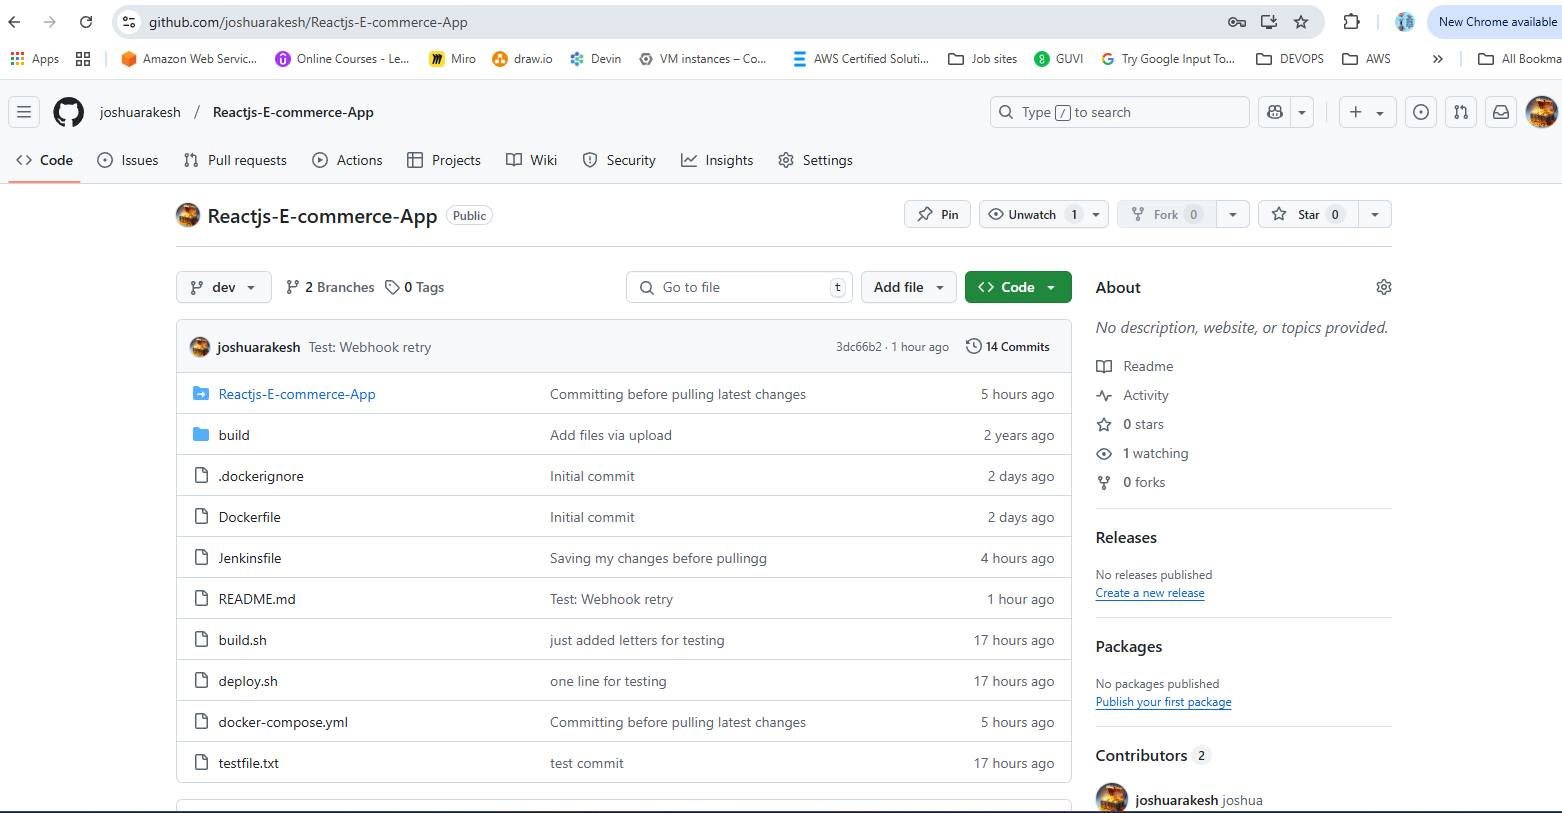 github.com/joshuarakesh/Reactjs-E-commerce-App
New Chrome available
Apps
Amazon Web Servic...
Online Courses - Le...
Miro
draw.io
Devin
VM instances – Co...
AWS Certified Soluti...
Job sites
GUVI
Try Google Input To...
DEVOPS
AWS
»
All Bookma
joshuarakesh / Reactjs-E-commerce-App
Type / to search
Code
Issues
Pull requests
Actions
Projects
Wiki
Security
Insights
Settings
Reactjs-E-commerce-App Public
Pin
Unwatch 1
Fork 0
Star 0
dev
2 Branches
0 Tags
Go to file t
Add file
Code
joshuarakesh Test: Webhook retry 3dc66b2 · 1 hour ago 14 Commits
Reactjs-E-commerce-App Committing before pulling latest changes 5 hours ago
build Add files via upload 2 years ago
.dockerignore Initial commit 2 days ago
Dockerfile Initial commit 2 days ago
Jenkinsfile Saving my changes before pullingg 4 hours ago
README.md Test: Webhook retry 1 hour ago
build.sh just added letters for testing 17 hours ago
deploy.sh one line for testing 17 hours ago
docker-compose.yml Committing before pulling latest changes 5 hours ago
testfile.txt test commit 17 hours ago
About
No description, website, or topics provided.
Readme
Activity
0 stars
1 watching
0 forks
Releases
No releases published
Create a new release
Packages
No packages published
Publish your first package
Contributors 2
joshuarakesh joshua